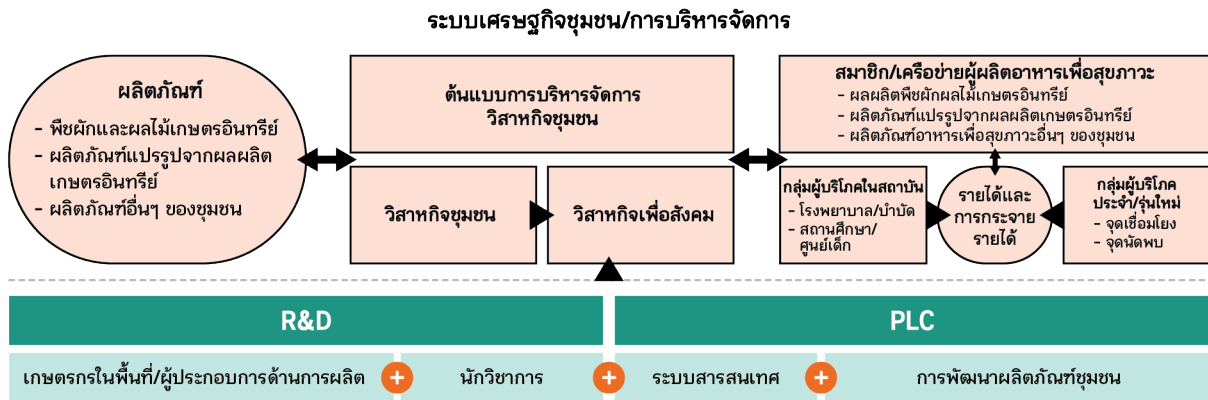 ระบบเศรษฐกิจชุมชน/การบริหารจัดการ
ผลิตภัณฑ์
- พืชผักและผลไม้เกษตรอินทรีย์
- ผลิตภัณฑ์แปรรูปจากผลผลิต
เกษตรอินทรีย์
- ผลิตภัณฑ์อื่นๆ ของชุมชน
ต้นแบบการบริหารจัดการ
วิสาหกิจชุมชน
วิสาหกิจชุมชน
วิสาหกิจเพื่อสังคม
สมาชิก/เครือข่ายผู้ผลิตอาหารเพื่อสุขภาวะ
- ผลผลิตพืชผักผลไม้เกษตรอินทรีย์
- ผลิตภัณฑ์แปรรูปจากผลผลิตเกษตรอินทรีย์
- ผลิตภัณฑ์อาหารเพื่อสุขภาวะอื่นๆ ของชุมชน
กลุ่มผู้บริโภคในสถาบัน
- โรงพยาบาล/บำบัด
- สถานศึกษา/
ศูนย์เด็ก
รายได้และ
การกระจาย
รายได้
กลุ่มผู้บริโภค
ประจำ/รุ่นใหม่
- จุดเชื่อมโยง
- จุดนัดพบ
R&D
PLC
เกษตรกรในพื้นที่/ผู้ประกอบการด้านการผลิต
+
นักวิชาการ
+
ระบบสารสนเทศ
+
การพัฒนาผลิตภัณฑ์ชุมชน